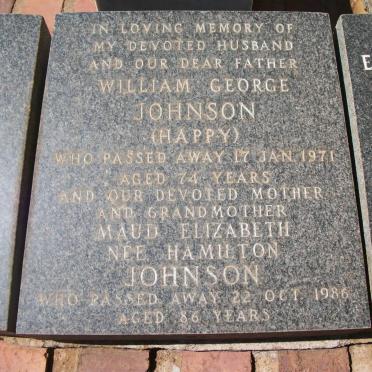 IN LOVING MEMORY OF
MY DEVOTED HUSBAND
AND OUR DEAR FATHER
WILLIAM GEORGE
JOHNSON
(HAPPY)
WHO PASSED AWAY 17 JAN 1971
AGED 74 YEARS
AND OUR DEVOTED MOTHER
AND GRANDMOTHER
MAUD ELIZABETH
NÉE HAMILTON
JOHNSON
WHO PASSED AWAY 22 OCT 1986
AGED 86 YEARS